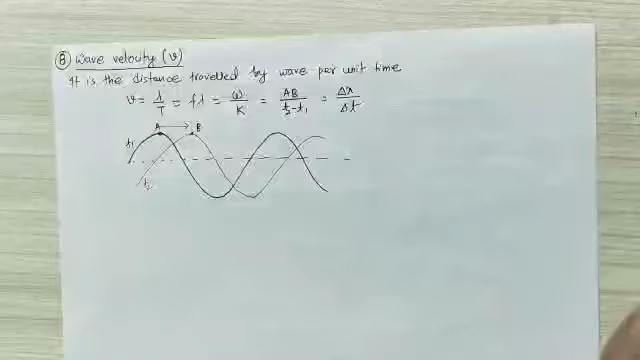 ⑧ Wave velocity (v)
It is the distance travelled by wave per unit time
v = λ/T = fλ = ω/K = AB/t₂-t₁ = Δx/Δt
A B
t₁
t₂